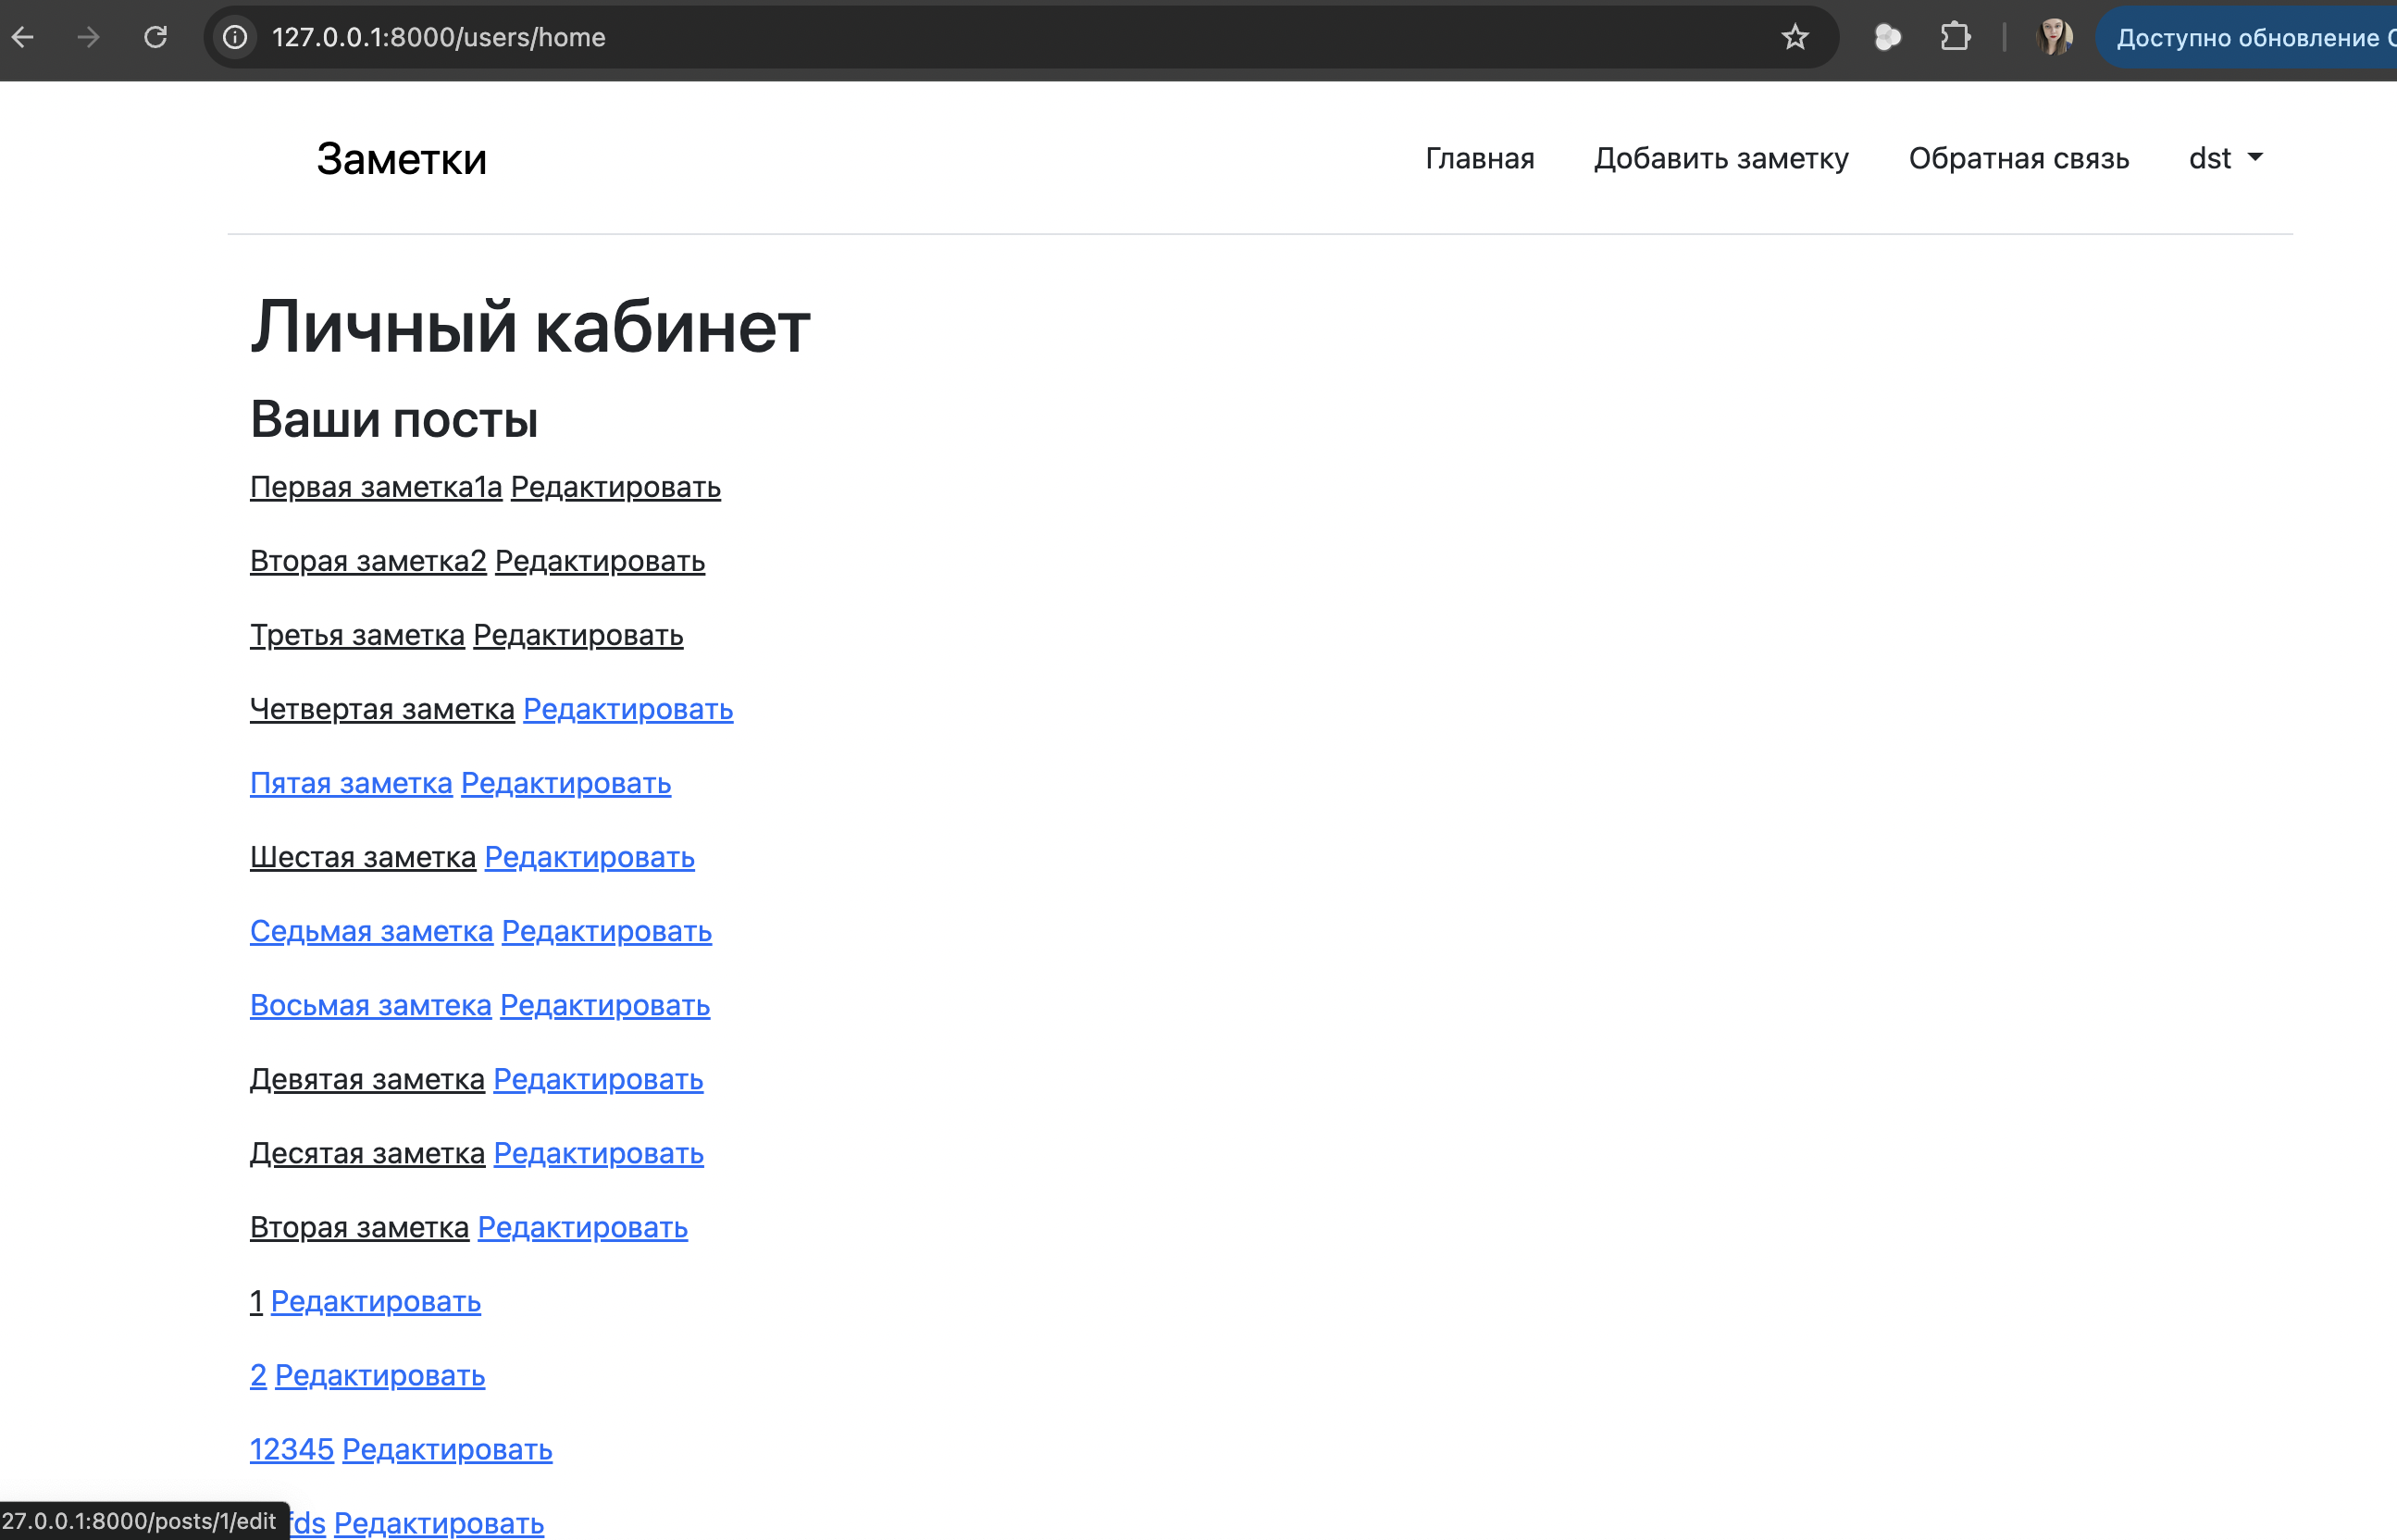 127.0.0.1:8000/users/home
Доступно обновление
Заметки
Главная Добавить заметку Обратная связь dst
Личный кабинет
Ваши посты
Первая заметка1а Редактировать
Вторая заметка2 Редактировать
Третья заметка Редактировать
Четвертая заметка Редактировать
Пятая заметка Редактировать
Шестая заметка Редактировать
Седьмая заметка Редактировать
Восьмая замтека Редактировать
Девятая заметка Редактировать
Десятая заметка Редактировать
Вторая заметка Редактировать
1 Редактировать
2 Редактировать
12345 Редактировать
Редактировать
27.0.0.1:8000/posts/1/edit